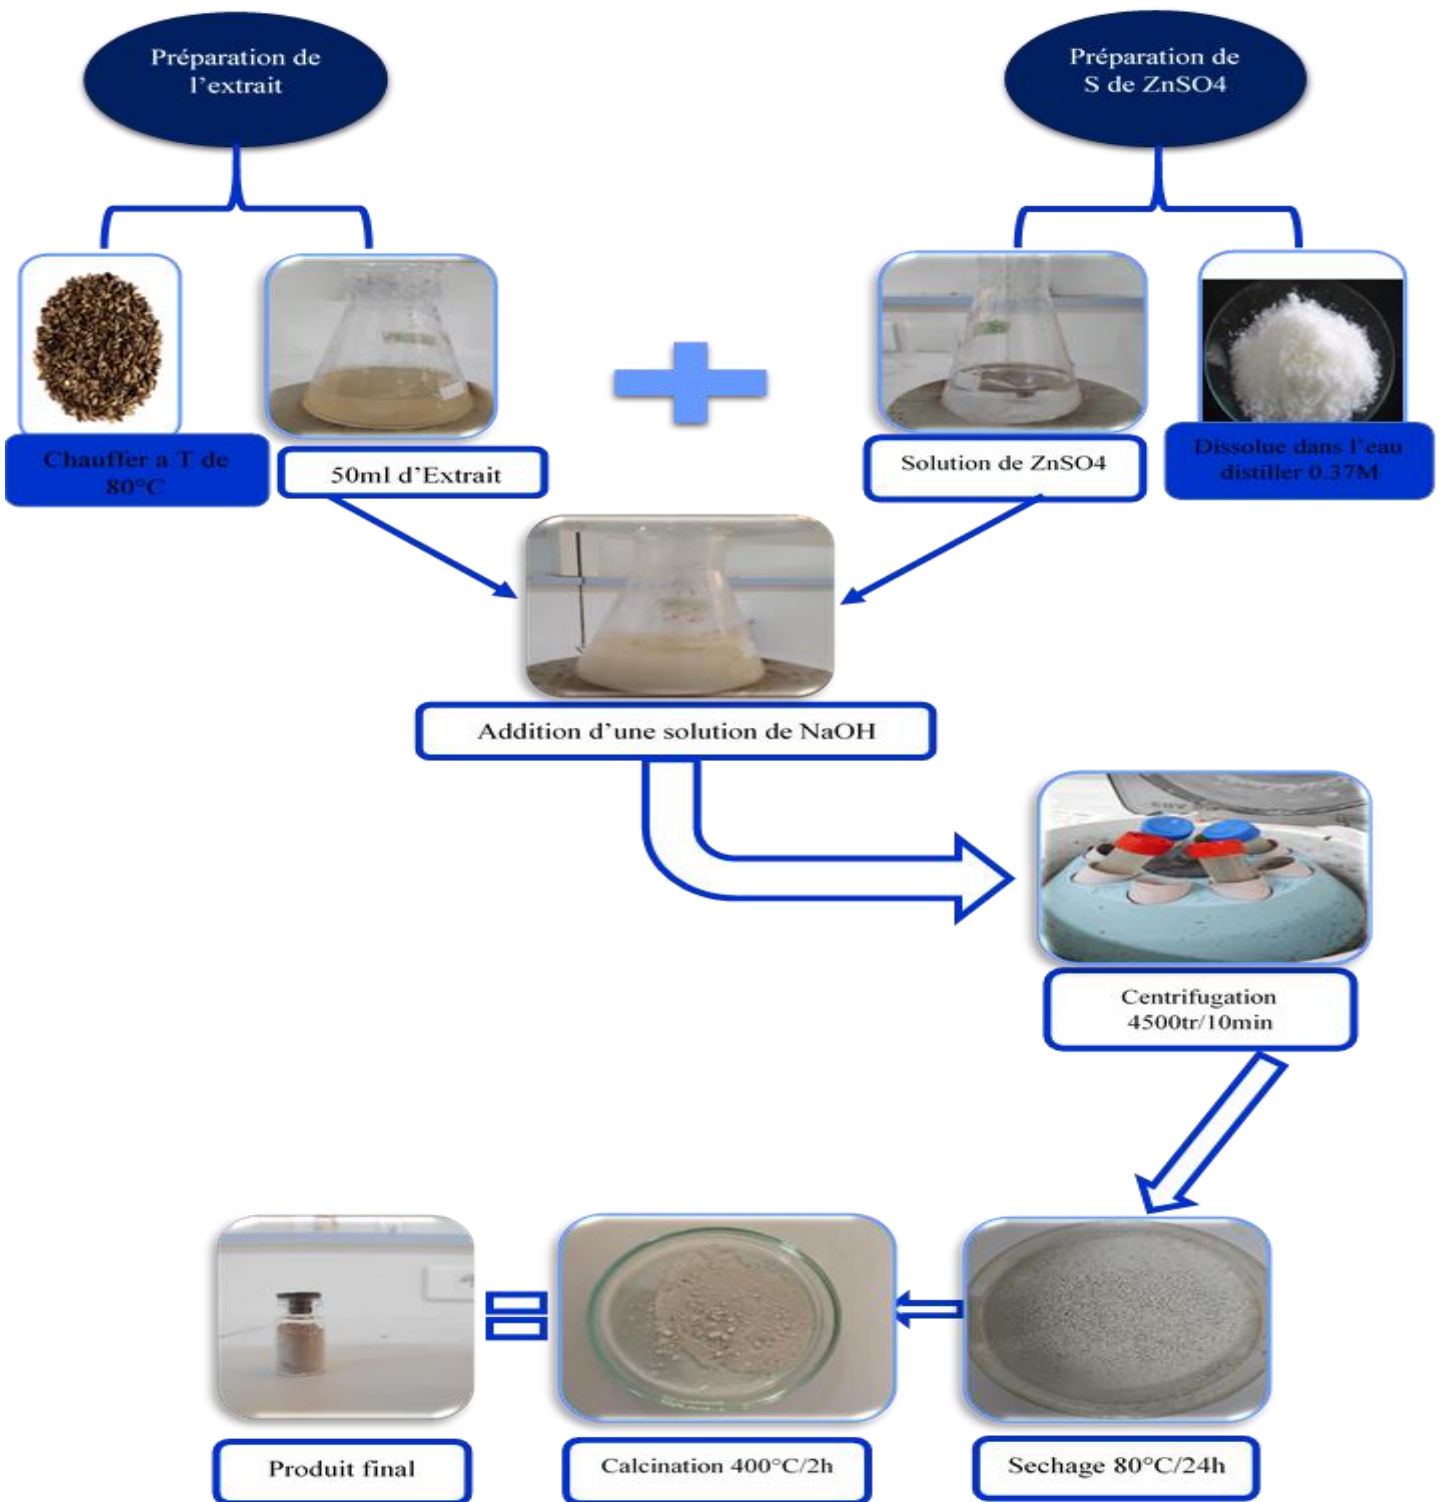 Préparation de
l'extrait
Préparation de
S de ZnSO4
Chauffer a T de
80°C
50ml d'Extrait
Solution de ZnSO4
Dissolue dans l'eau
distiller 0.37M
Addition d'une solution de NaOH
Centrifugation
4500tr/10min
Sechage 80°C/24h
Calcination 400°C/2h
Produit final